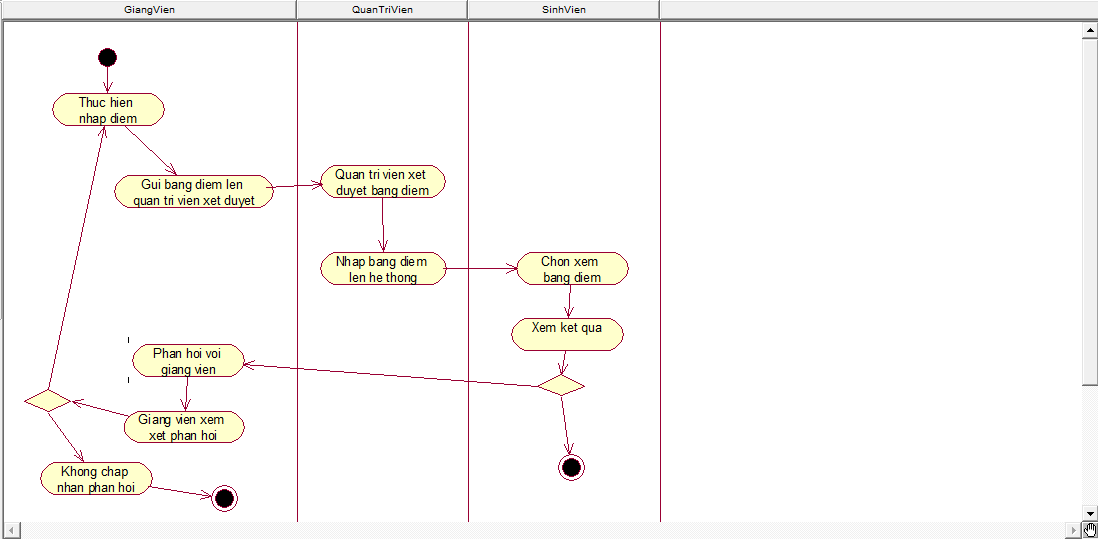 GiangVien
QuanTriVien
SinhVien
Thuc hien
nhap diem
Gui bang diem len
quan tri vien xet duyet
Quan tri vien xet
duyet bang diem
Nhap bang diem
len he thong
Chon xem
bang diem
Xem ket qua
Phan hoi voi
giang vien
Giang vien xem
xet phan hoi
Khong chap
nhan phan hoi